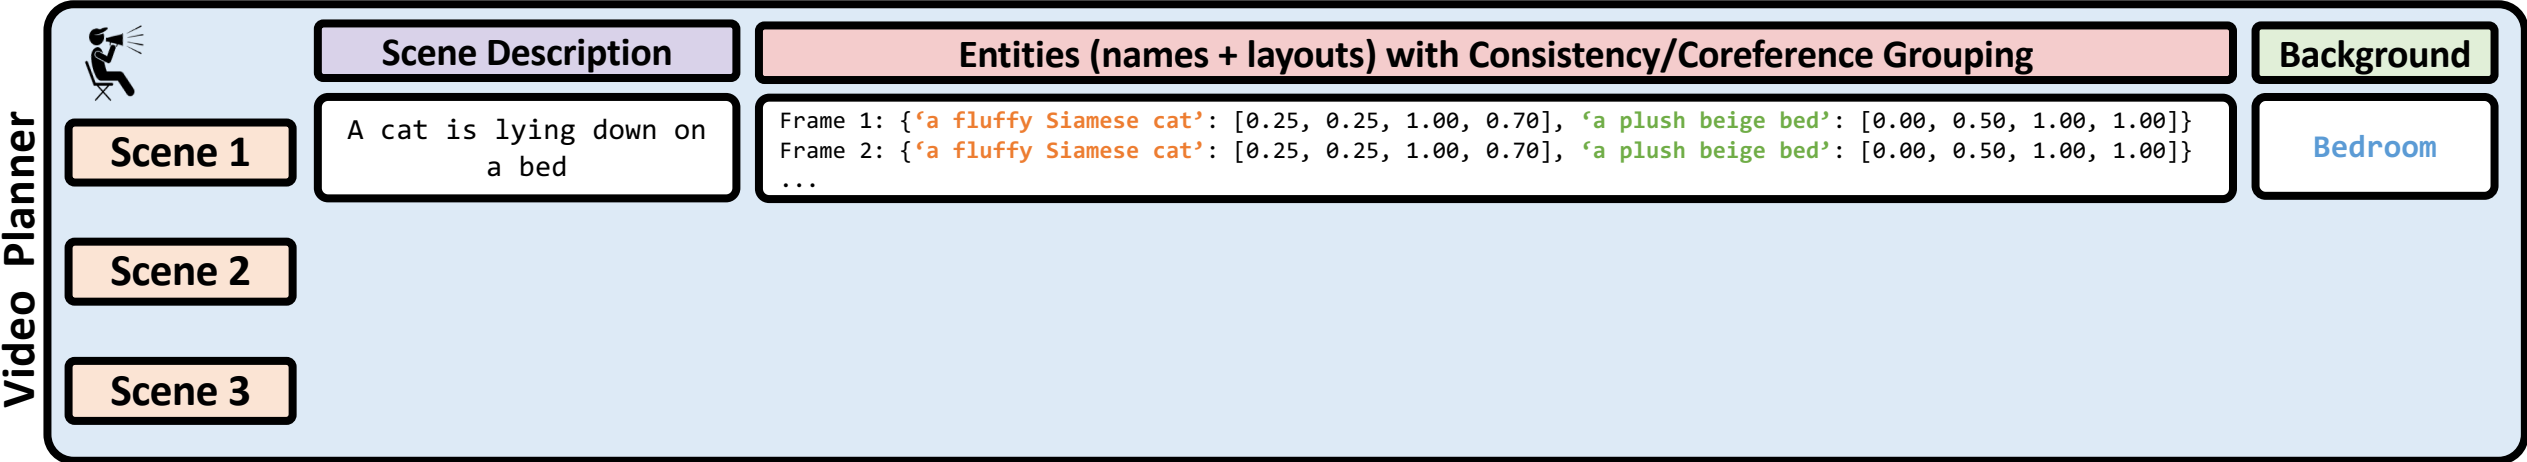 Video Planner
Scene Description
Entities (names + layouts) with Consistency/Coreference Grouping
Background
Scene 1
A cat is lying down on
a bed
Frame 1: {‘a fluffy Siamese cat’: [0.25, 0.25, 1.00, 0.70], ‘a plush beige bed’: [0.00, 0.50, 1.00, 1.00]}
Frame 2: {‘a fluffy Siamese cat’: [0.25, 0.25, 1.00, 0.70], ‘a plush beige bed’: [0.00, 0.50, 1.00, 1.00]}
...
Bedroom
Scene 2
Scene 3